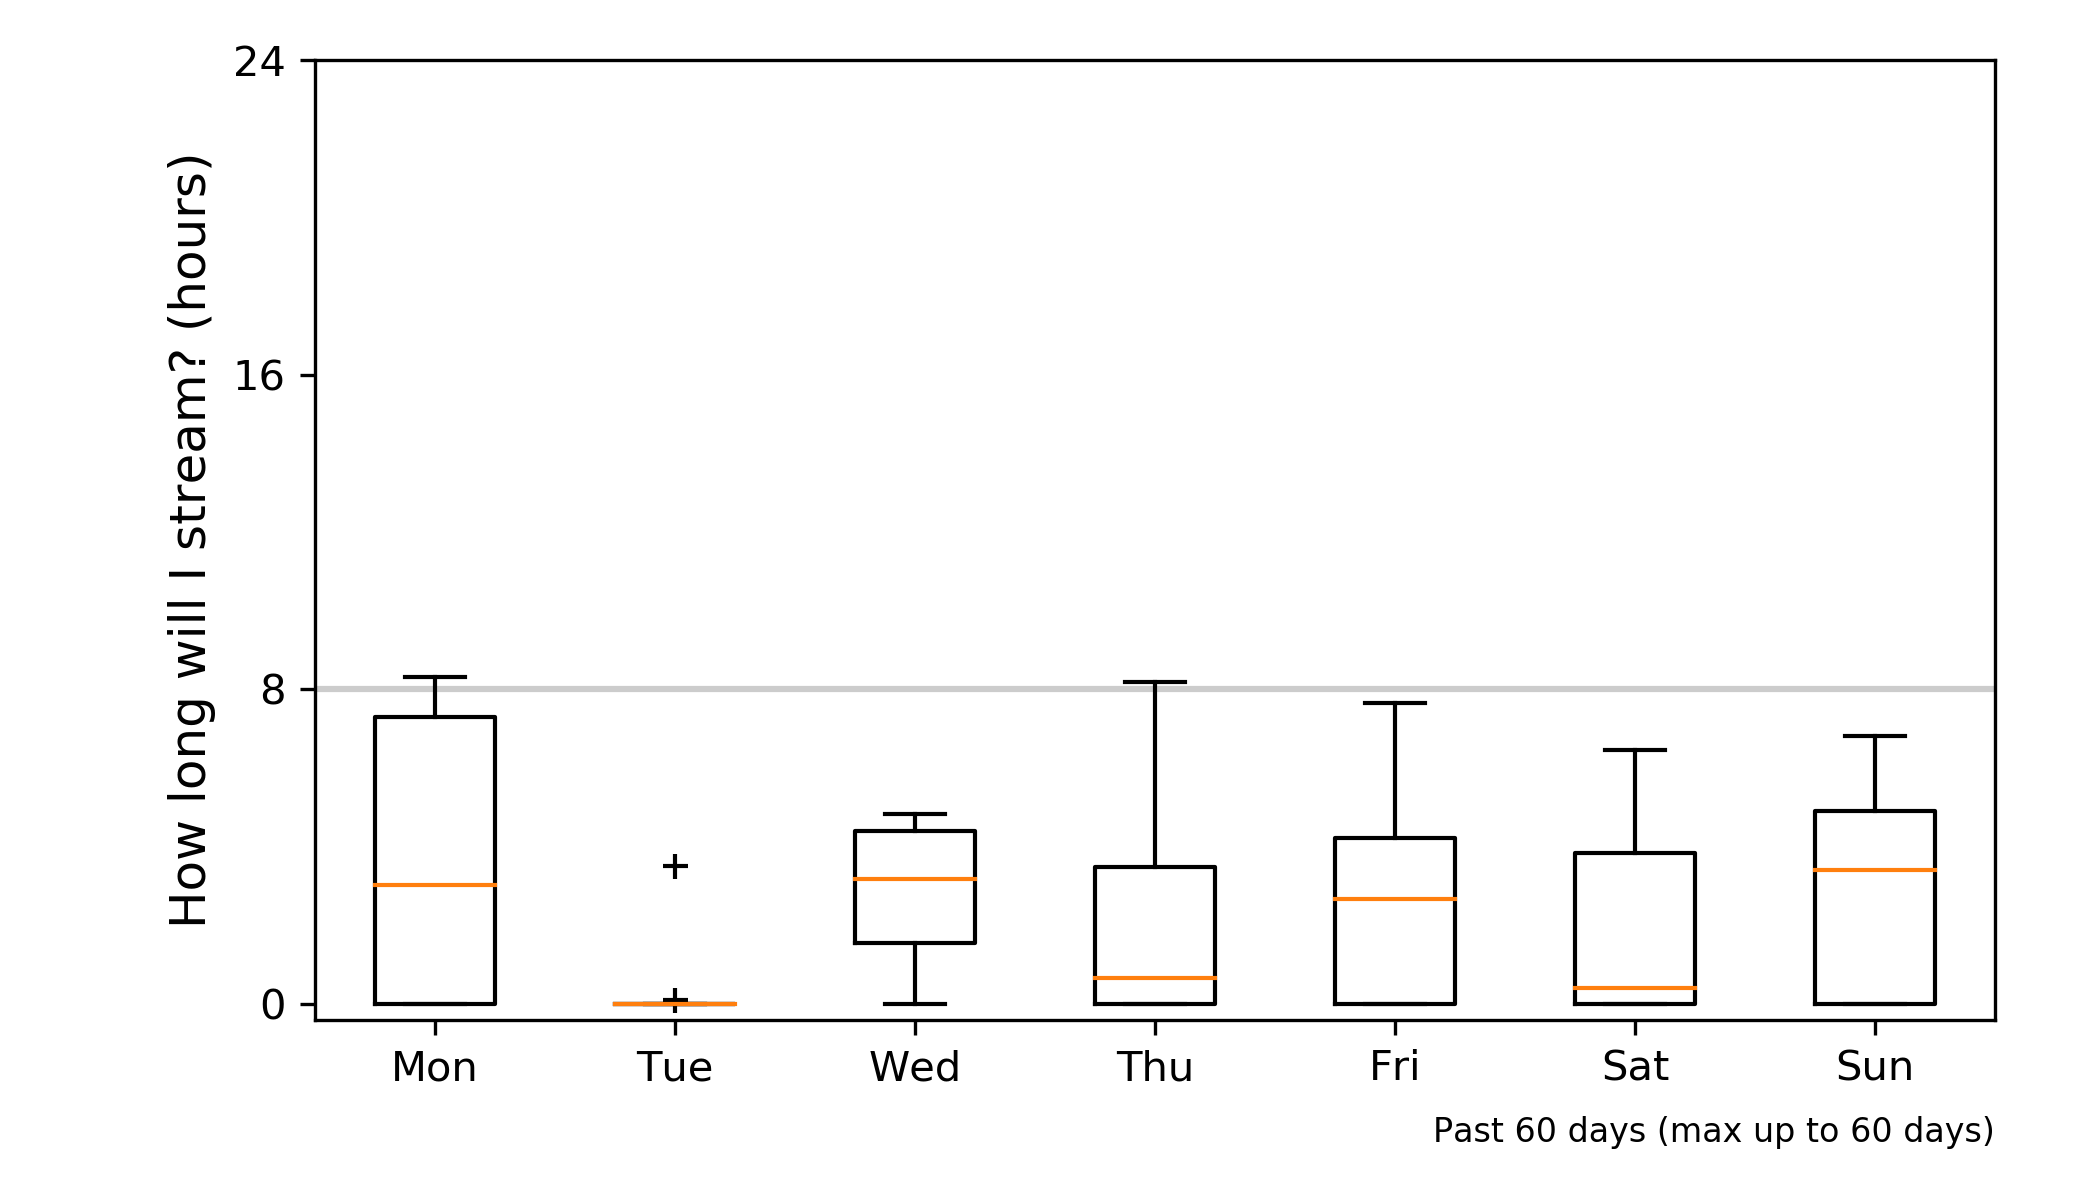 24
16
8
0
How long will I stream? (hours)
Mon Tue Wed Thu Fri Sat Sun
Past 60 days (max up to 60 days)